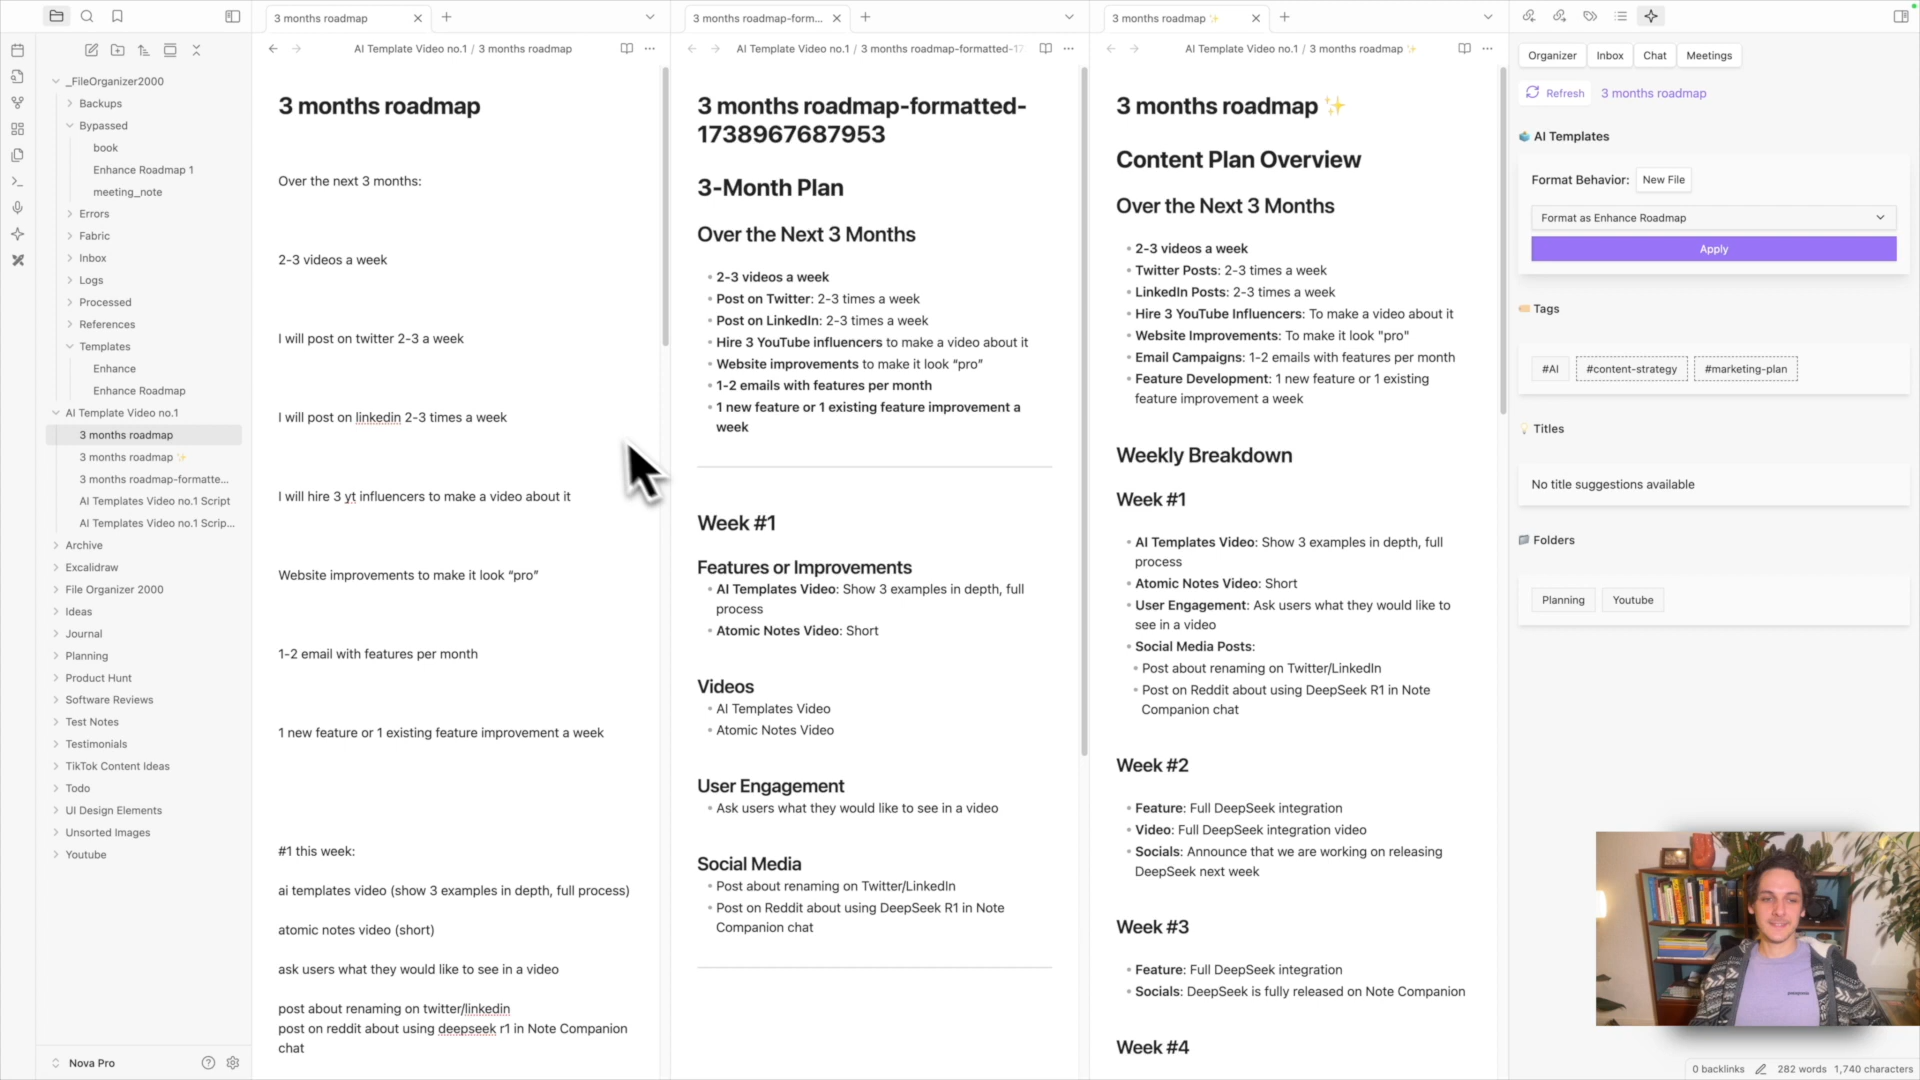 3 months roadmap
3 months roadmap-form...
3 months roadmap ✨
AI Template Video no.1 / 3 months roadmap
AI Template Video no.1 / 3 months roadmap-formatted-17
AI Template Video no.1 / 3 months roadmap ✨
_FileOrganizer2000
Backups
Bypassed
book
Enhance Roadmap 1
meeting_note
Errors
Fabric
Inbox
Logs
Processed
References
Templates
Enhance
Enhance Roadmap
AI Template Video no.1
3 months roadmap
3 months roadmap ✨
3 months roadmap-formatte...
AI Templates Video no.1 Script
AI Templates Video no.1 Scrip...
Archive
Excalidraw
File Organizer 2000
Ideas
Journal
Planning
Product Hunt
Software Reviews
Test Notes
Testimonials
TikTok Content Ideas
Todo
UI Design Elements
Unsorted Images
Youtube
Nova Pro
3 months roadmap
Over the next 3 months:
2-3 videos a week
I will post on twitter 2-3 a week
I will post on linkedin 2-3 times a week
I will hire 3 yt influencers to make a video about it
Website improvements to make it look “pro”
1-2 email with features per month
1 new feature or 1 existing feature improvement a week
#1 this week:
ai templates video (show 3 examples in depth, full process)
atomic notes video (short)
ask users what they would like to see in a video
post about renaming on twitter/linkedin
post on reddit about using deepseek r1 in Note Companion
chat
3 months roadmap-formatted-
1738967687953
3-Month Plan
Over the Next 3 Months
2-3 videos a week
Post on Twitter: 2-3 times a week
Post on LinkedIn: 2-3 times a week
Hire 3 YouTube influencers to make a video about it
Website improvements to make it look “pro”
1-2 emails with features per month
1 new feature or 1 existing feature improvement a
week
Week #1
Features or Improvements
AI Templates Video: Show 3 examples in depth, full
process
Atomic Notes Video: Short
Videos
AI Templates Video
Atomic Notes Video
User Engagement
Ask users what they would like to see in a video
Social Media
Post about renaming on Twitter/LinkedIn
Post on Reddit about using DeepSeek R1 in Note
Companion chat
3 months roadmap ✨
Content Plan Overview
Over the Next 3 Months
2-3 videos a week
Twitter Posts: 2-3 times a week
LinkedIn Posts: 2-3 times a week
Hire 3 YouTube Influencers: To make a video about it
Website Improvements: To make it look "pro"
Email Campaigns: 1-2 emails with features per month
Feature Development: 1 new feature or 1 existing
feature improvement a week
Weekly Breakdown
Week #1
AI Templates Video: Show 3 examples in depth, full
process
Atomic Notes Video: Short
User Engagement: Ask users what they would like to
see in a video
Social Media Posts:
Post about renaming on Twitter/LinkedIn
Post on Reddit about using DeepSeek R1 in Note
Companion chat
Week #2
Feature: Full DeepSeek integration
Video: Full DeepSeek integration video
Socials: Announce that we are working on releasing
DeepSeek next week
Week #3
Feature: Full DeepSeek integration
Socials: DeepSeek is fully released on Note Companion
Week #4
Organizer
Inbox
Chat
Meetings
Refresh
3 months roadmap
AI Templates
Format Behavior: New File
Format as Enhance Roadmap
Apply
Tags
#AI
#content-strategy
#marketing-plan
Titles
No title suggestions available
Folders
Planning
Youtube
0 backlinks
282 words
1,740 characters